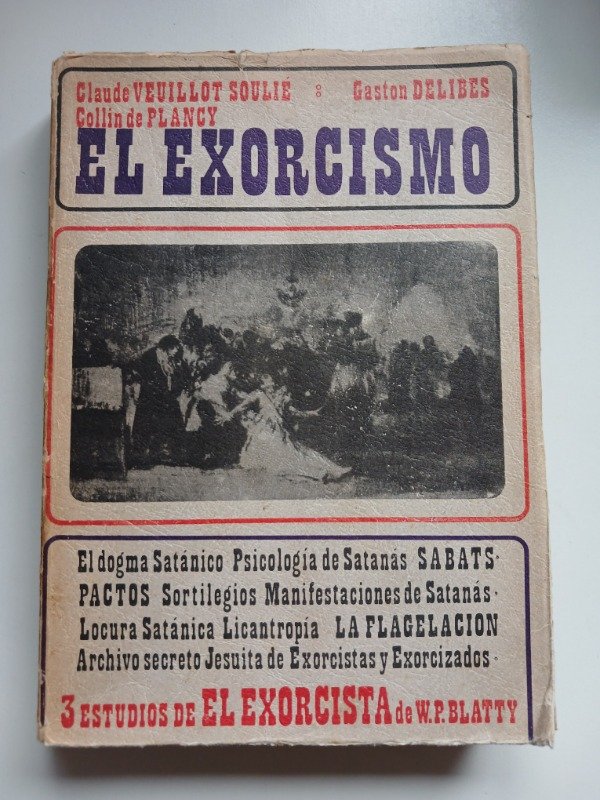 Claude VEUILLOT SOULIÉ : Gaston DELIBES
Collin de PLANCY
EL EXORCISMO
El dogma Satánico Psicología de Satanás SABATS·
PACTOS Sortilegios Manifestaciones de Satanás·
Locura Satánica Licantropía LA FLAGELACION
Archivo secreto Jesuita de Exorcistas y Exorcizados·
3 ESTUDIOS DE EL EXORCISTA de W.P. BLATTY